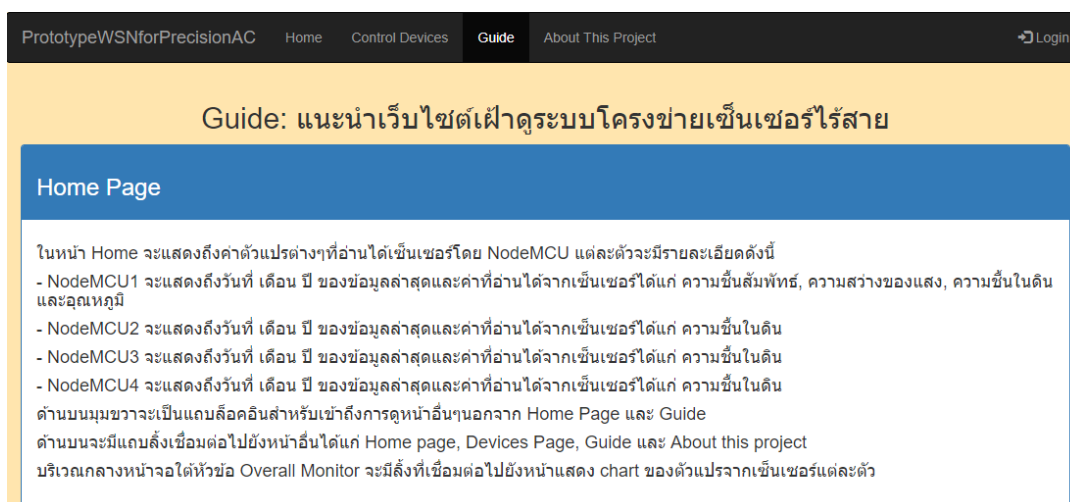 PrototypeWSNforPrecisionAC Home Control Devices Guide About This Project Login
Guide: แนะนำเว็บไซต์เฝ้าดูระบบโครงข่ายเซ็นเซอร์ไร้สาย
Home Page
ในหน้า Home จะแสดงถึงค่าตัวแปรต่างๆที่อ่านได้เซ็นเซอร์โดย NodeMCU แต่ละตัวจะมีรายละเอียดดังนี้
- NodeMCU1 จะแสดงถึงวันที่ เดือน ปี ของข้อมูลล่าสุดและค่าที่อ่านได้จากเซ็นเซอร์ได้แก่ ความชื้นสัมพัทธ์, ความสว่างของแสง, ความชื้นในดิน
และอุณหภูมิ
- NodeMCU2 จะแสดงถึงวันที่ เดือน ปี ของข้อมูลล่าสุดและค่าที่อ่านได้จากเซ็นเซอร์ได้แก่ ความชื้นในดิน
- NodeMCU3 จะแสดงถึงวันที่ เดือน ปี ของข้อมูลล่าสุดและค่าที่อ่านได้จากเซ็นเซอร์ได้แก่ ความชื้นในดิน
- NodeMCU4 จะแสดงถึงวันที่ เดือน ปี ของข้อมูลล่าสุดและค่าที่อ่านได้จากเซ็นเซอร์ได้แก่ ความชื้นในดิน
ด้านบนมุมขวาจะเป็นแถบล็อคอินสำหรับเข้าถึงการดูหน้าอื่นๆนอกจาก Home Page และ Guide
ด้านบนจะมีแถบลิ้งเชื่อมต่อไปยังหน้าอื่นได้แก่ Home page, Devices Page, Guide และ About this project
บริเวณกลางหน้าจอใต้หัวข้อ Overall Monitor จะมีลิ้งที่เชื่อมต่อไปยังหน้าแสดง chart ของตัวแปรจากเซ็นเซอร์แต่ละตัว